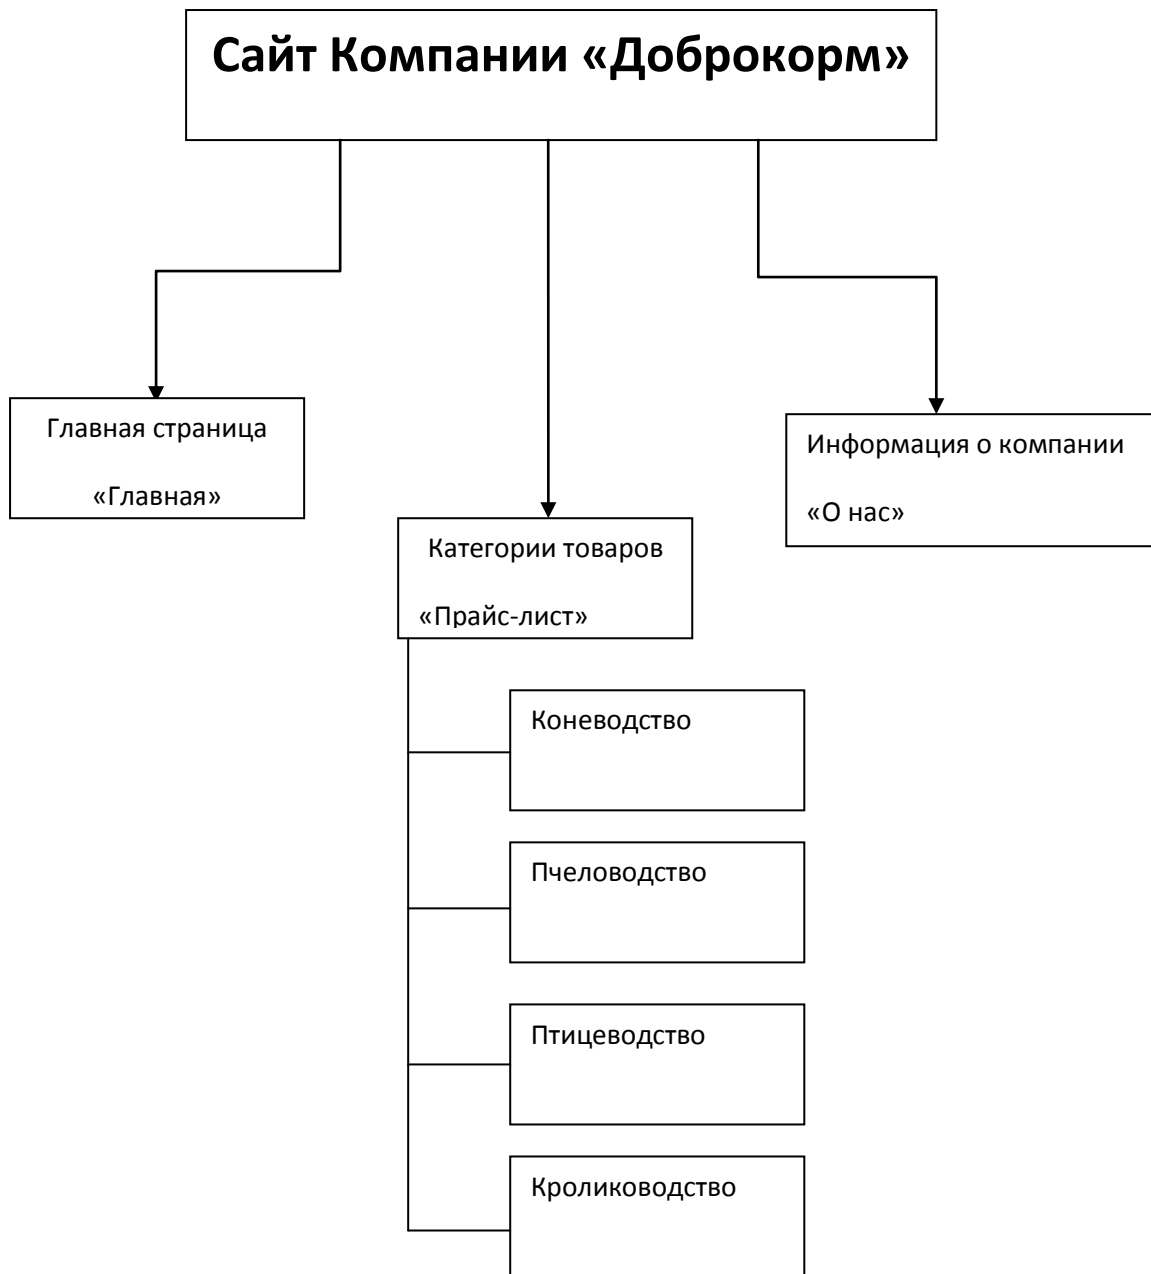 Сайт Компании «Доброкорм»
Главная страница
«Главная»
Информация о компании
«О нас»
Категории товаров
«Прайс-лист»
Коневодство
Пчеловодство
Птицеводство
Кролиководство